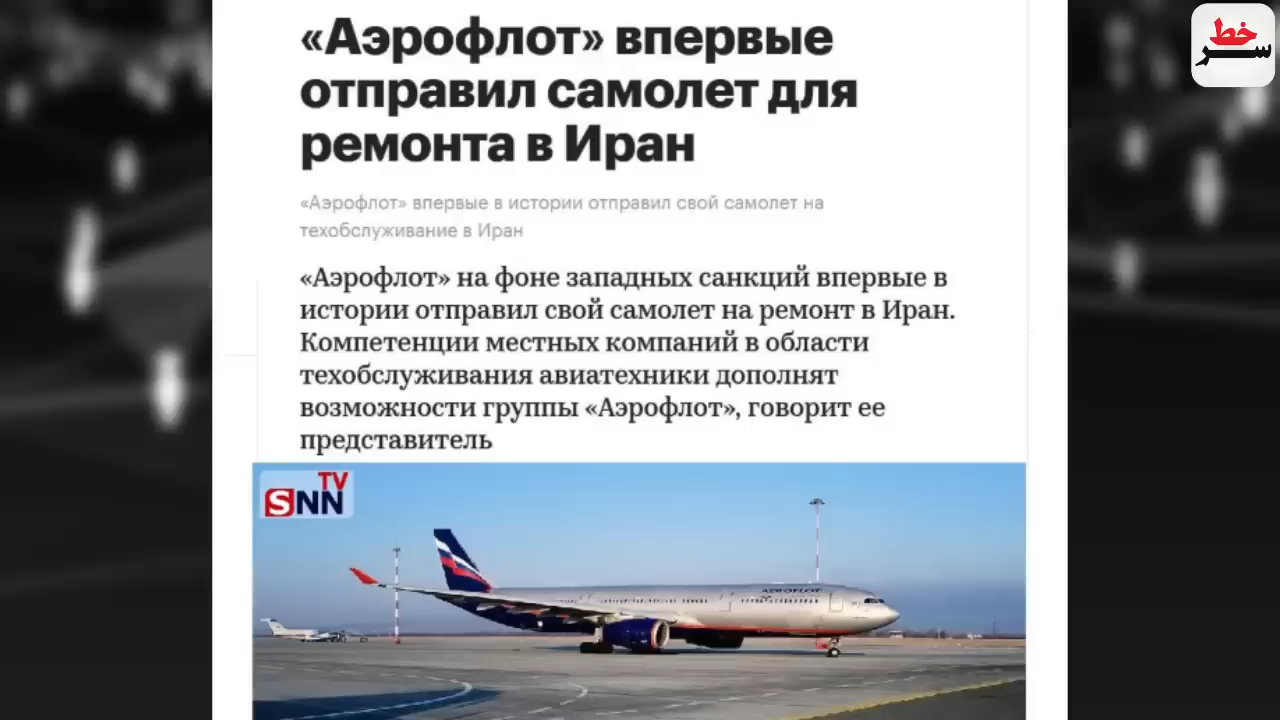 «Аэрофлот» впервые
отправил самолет для
ремонта в Иран
«Аэрофлот» впервые в истории отправил свой самолет на
техобслуживание в Иран
«Аэрофлот» на фоне западных санкций впервые в
истории отправил свой самолет на ремонт в Иран.
Компетенции местных компаний в области
техобслуживания авиатехники дополнят
возможности группы «Аэрофлот», говорит ее
представитель
خط
سر
SNN TV
AEROFLOT